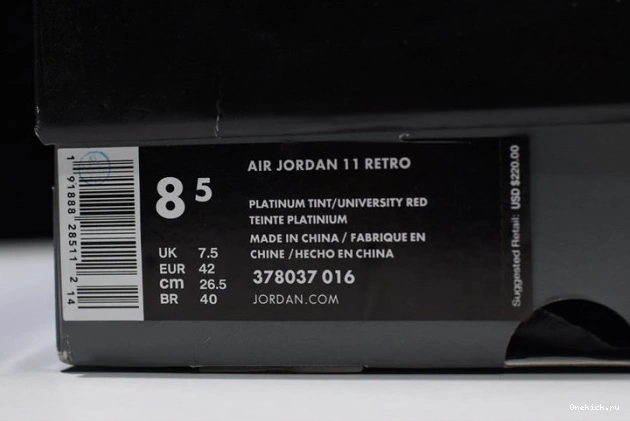 AIR JORDAN 11 RETRO
8 5
PLATINUM TINT/UNIVERSITY RED
TEINTE PLATINIUM
MADE IN CHINA / FABRIQUE EN
CHINE / HECHO EN CHINA
378037 016
JORDAN.COM
UK 7.5
EUR 42
cm 26.5
BR 40
1 91888 28511 2 14
Suggested Retail: USD $220.00
Onekick.ru